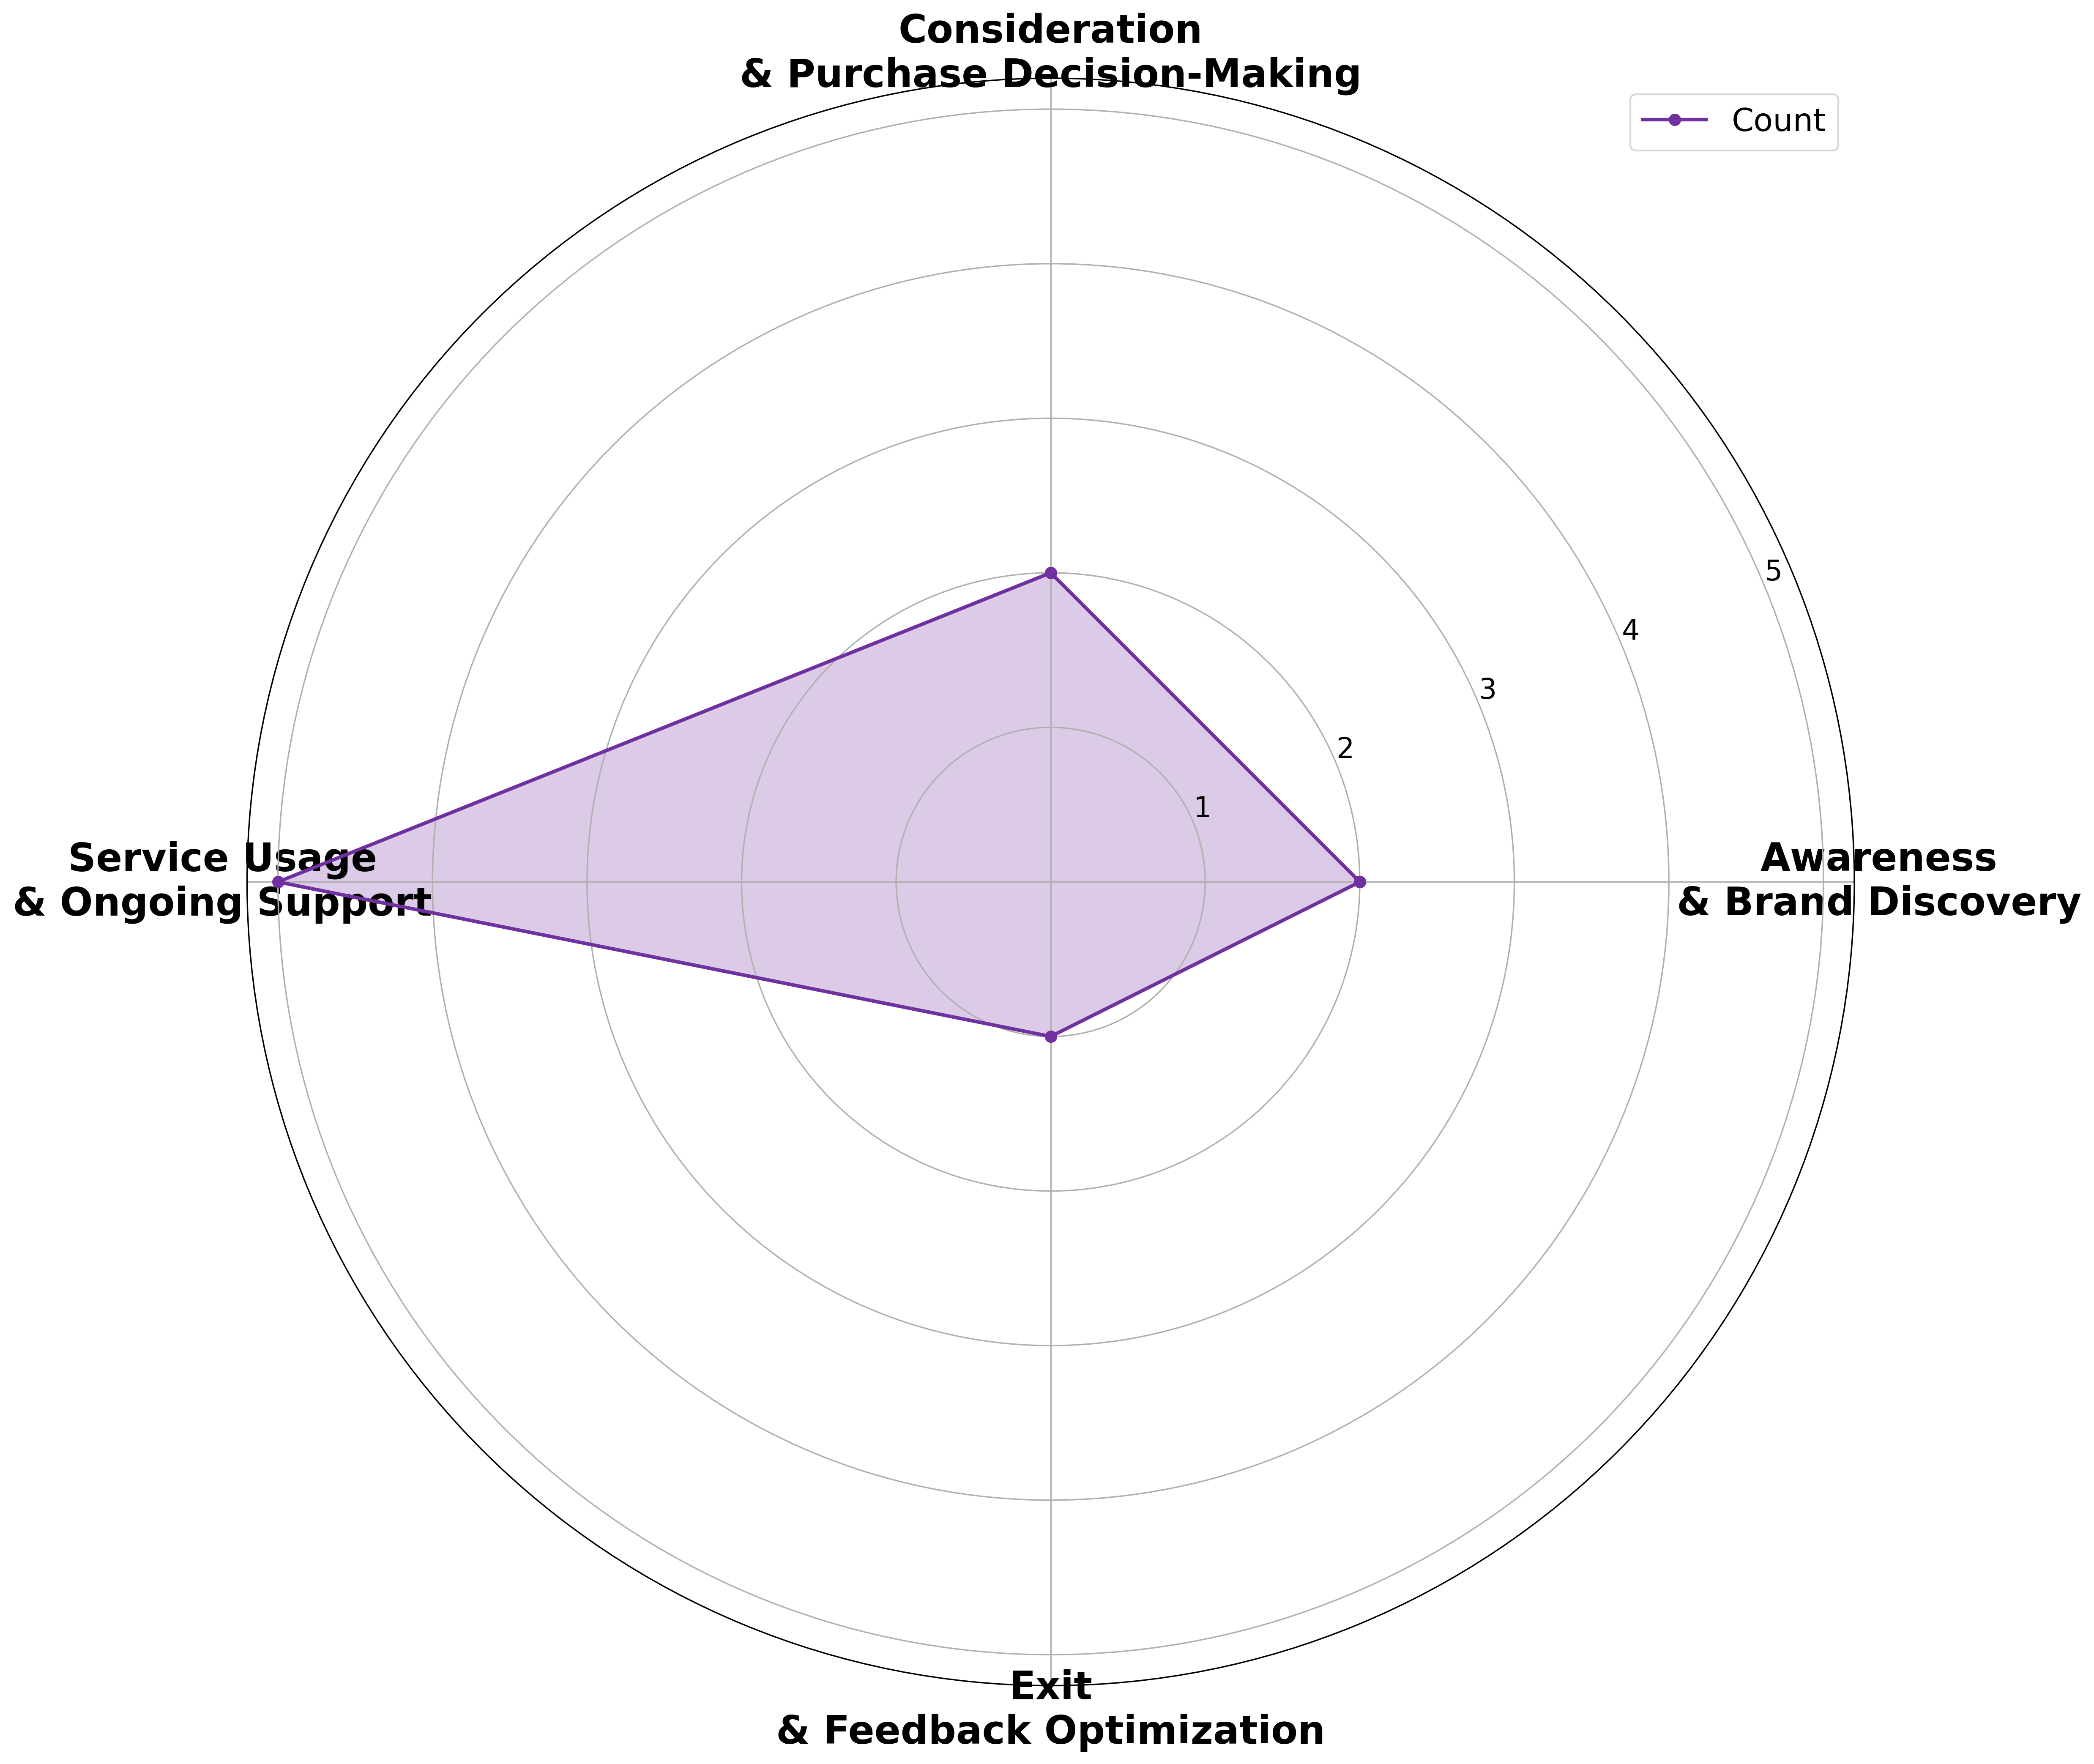 Consideration
& Purchase Decision-Making
Count
5
4
3
2
1
Service Usage
& Ongoing Support
Awareness
& Brand Discovery
Exit
& Feedback Optimization